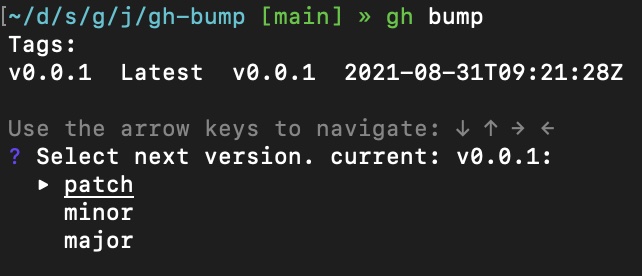 [~/d/s/g/j/gh-bump [main] » gh bump
Tags:
v0.0.1  Latest  v0.0.1  2021-08-31T09:21:28Z
Use the arrow keys to navigate: ↓ ↑ → ←
? Select next version. current: v0.0.1:
▸ patch
minor
major